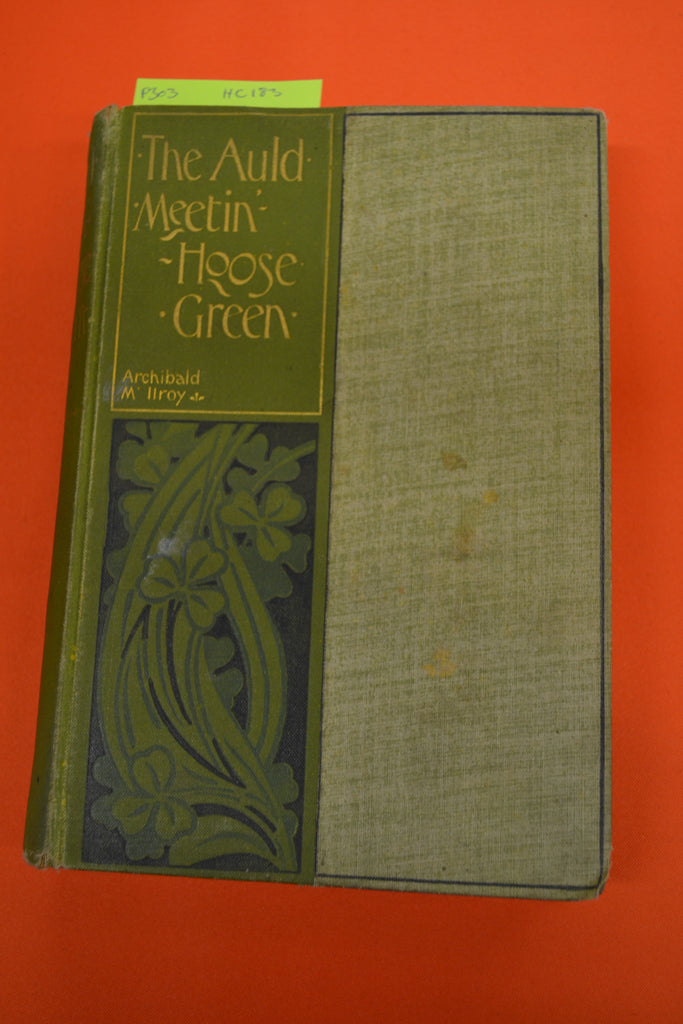 P303 HC183
·The Auld·
·Meetin'-
-Hoose·
·Green·
Archibald
M'Ilroy